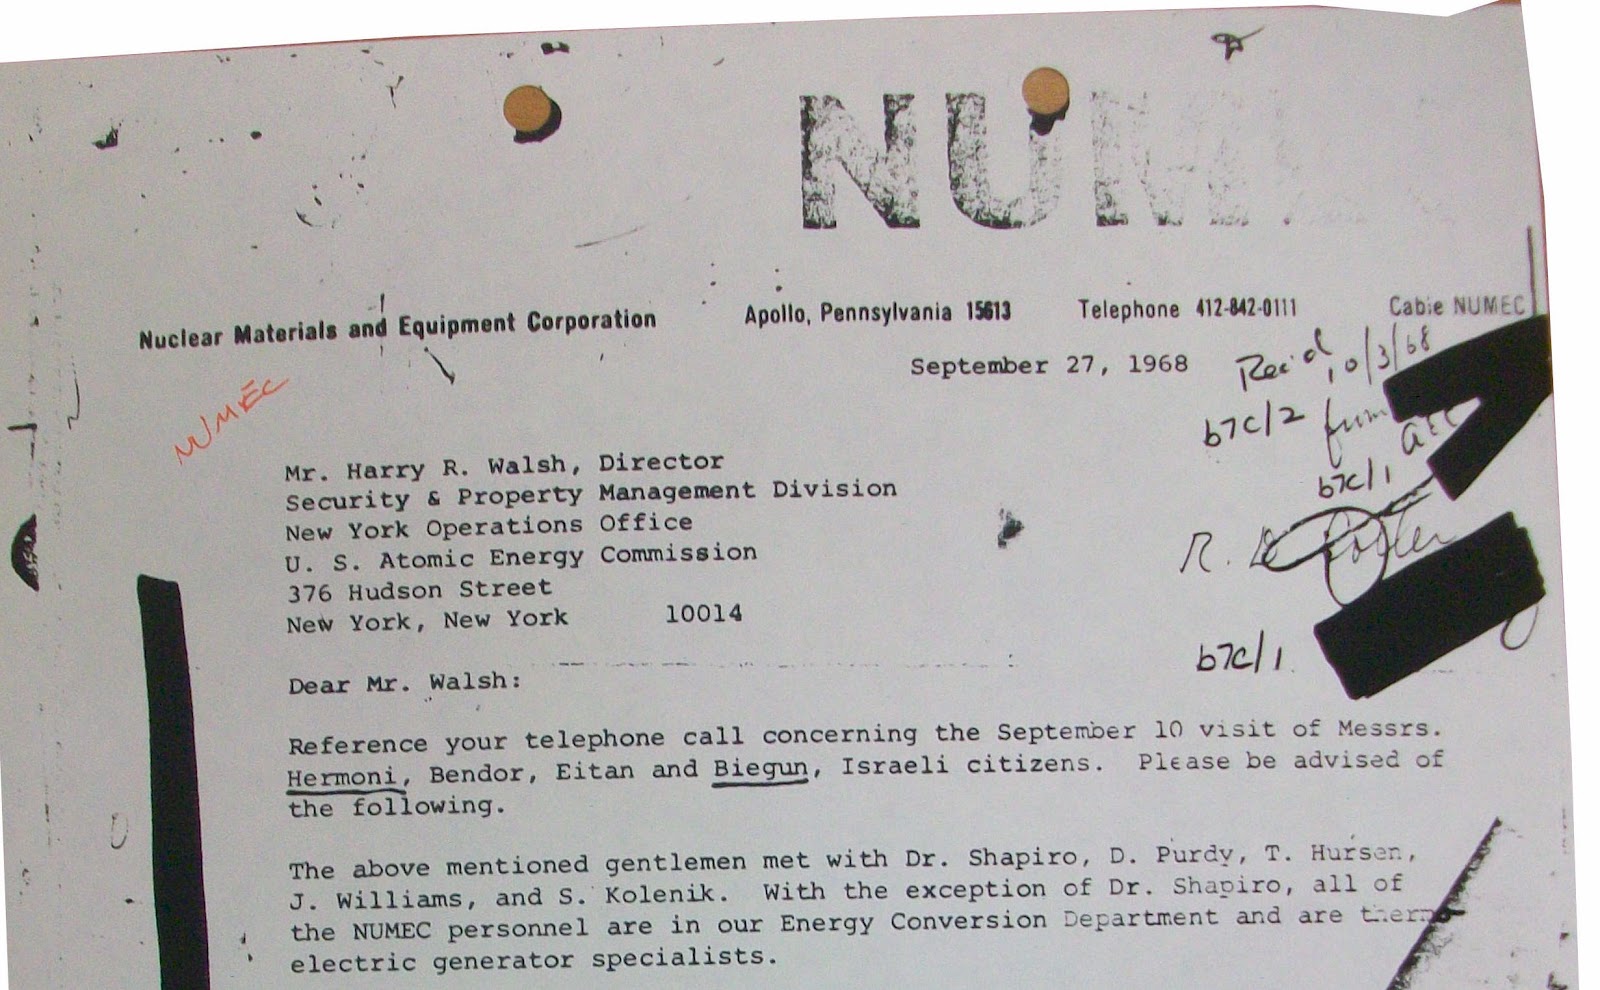 NUM
Nuclear Materials and Equipment Corporation Apollo, Pennsylvania 15613 Telephone 412-842-0111 Cable NUMEC
September 27, 1968
Rec'd 10/3/68
NUMEC
b7C/2 from
Mr. Harry R. Walsh, Director
b7C/1
Security & Property Management Division
New York Operations Office
U. S. Atomic Energy Commission
R.
376 Hudson Street
New York, New York 10014
b7C/1
Dear Mr. Walsh:
Reference your telephone call concerning the September 10 visit of Messrs.
Hermoni, Bendor, Eitan and Biegun, Israeli citizens. Please be advised of
the following.
The above mentioned gentlemen met with Dr. Shapiro, D. Purdy, T. Hursen,
J. Williams, and S. Kolenik. With the exception of Dr. Shapiro, all of
the NUMEC personnel are in our Energy Conversion Department and are thermo
electric generator specialists.